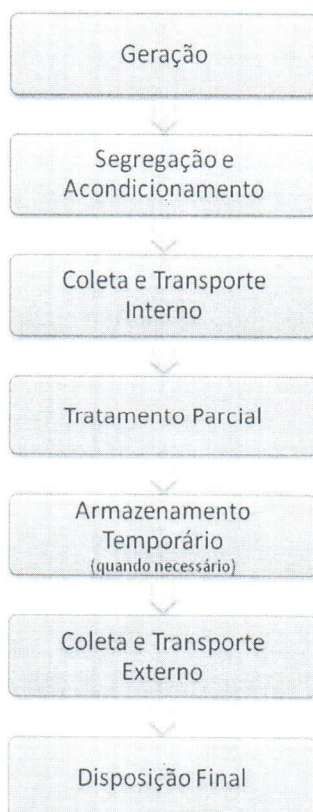 Geração
Segregação e
Acondicionamento
Coleta e Transporte
Interno
Tratamento Parcial
Armazenamento
Temporário
(quando necessário)
Coleta e Transporte
Externo
Disposição Final